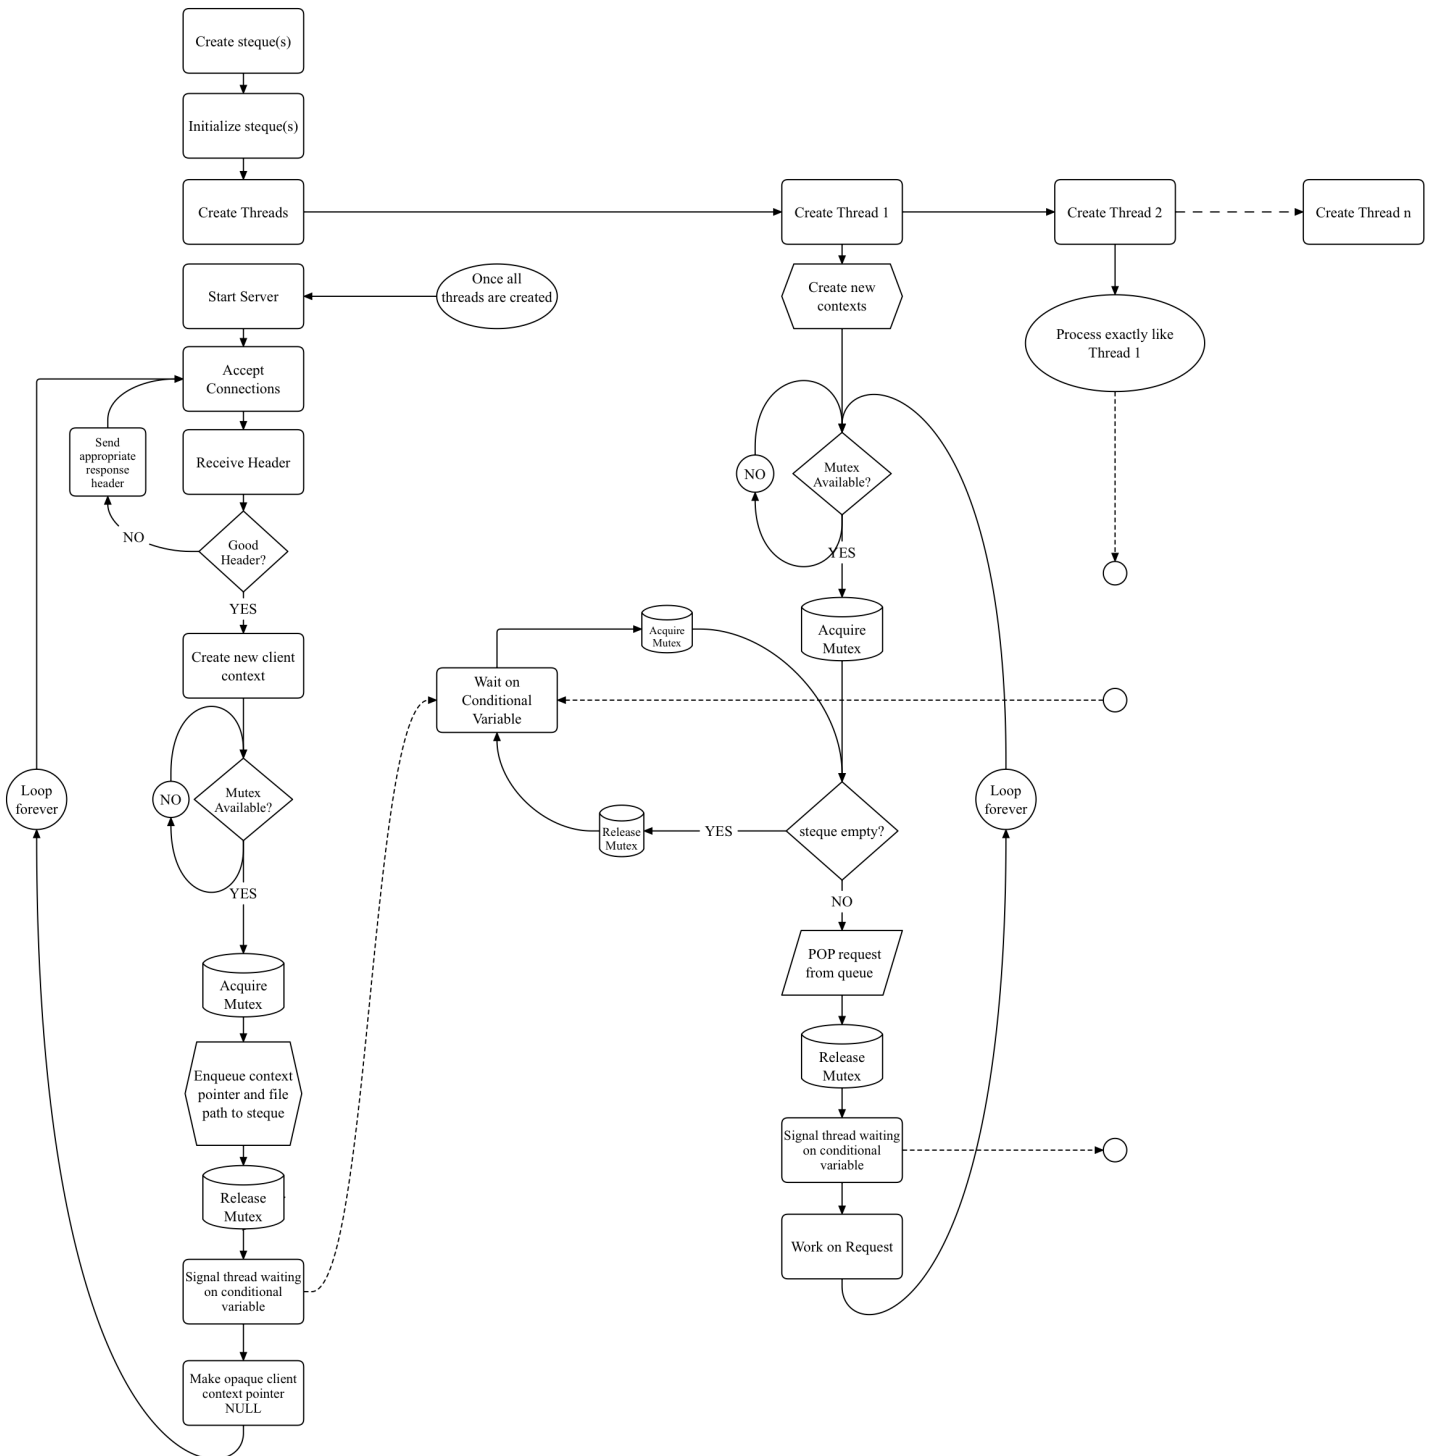 Create steque(s)
Initialize steque(s)
Create Threads
Create Thread 1
Create Thread 2
Create Thread n
Start Server
Once all
threads are created
Create new
contexts
Process exactly like
Thread 1
Accept
Connections
Send
appropriate
response
header
Receive Header
NO
Good
Header?
YES
Create new client
context
NO
Mutex
Available?
YES
Loop
forever
Acquire
Mutex
Enqueue context
pointer and file
path to steque
Release
Mutex
Signal thread waiting
on conditional
variable
Make opaque client
context pointer
NULL
NO
Mutex
Available?
YES
Acquire
Mutex
Acquire
Mutex
Wait on
Conditional
Variable
Release
Mutex
YES
steque empty?
Loop
forever
NO
POP request
from queue
Release
Mutex
Signal thread waiting
on conditional
variable
Work on Request